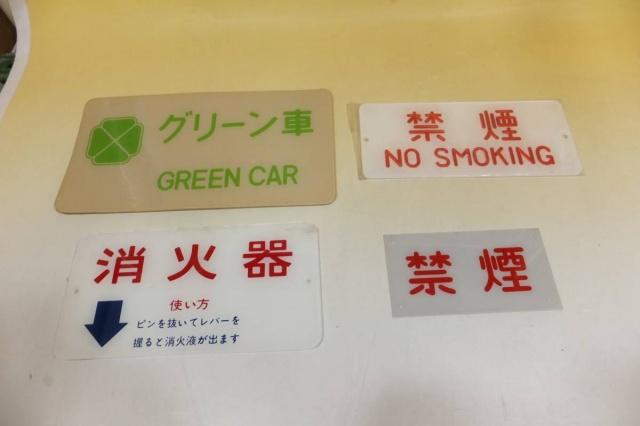 グリーン車
GREEN CAR
禁煙
NO SMOKING
消火器
使い方
ピンを抜いてレバーを
握ると消火液が出ます
禁煙